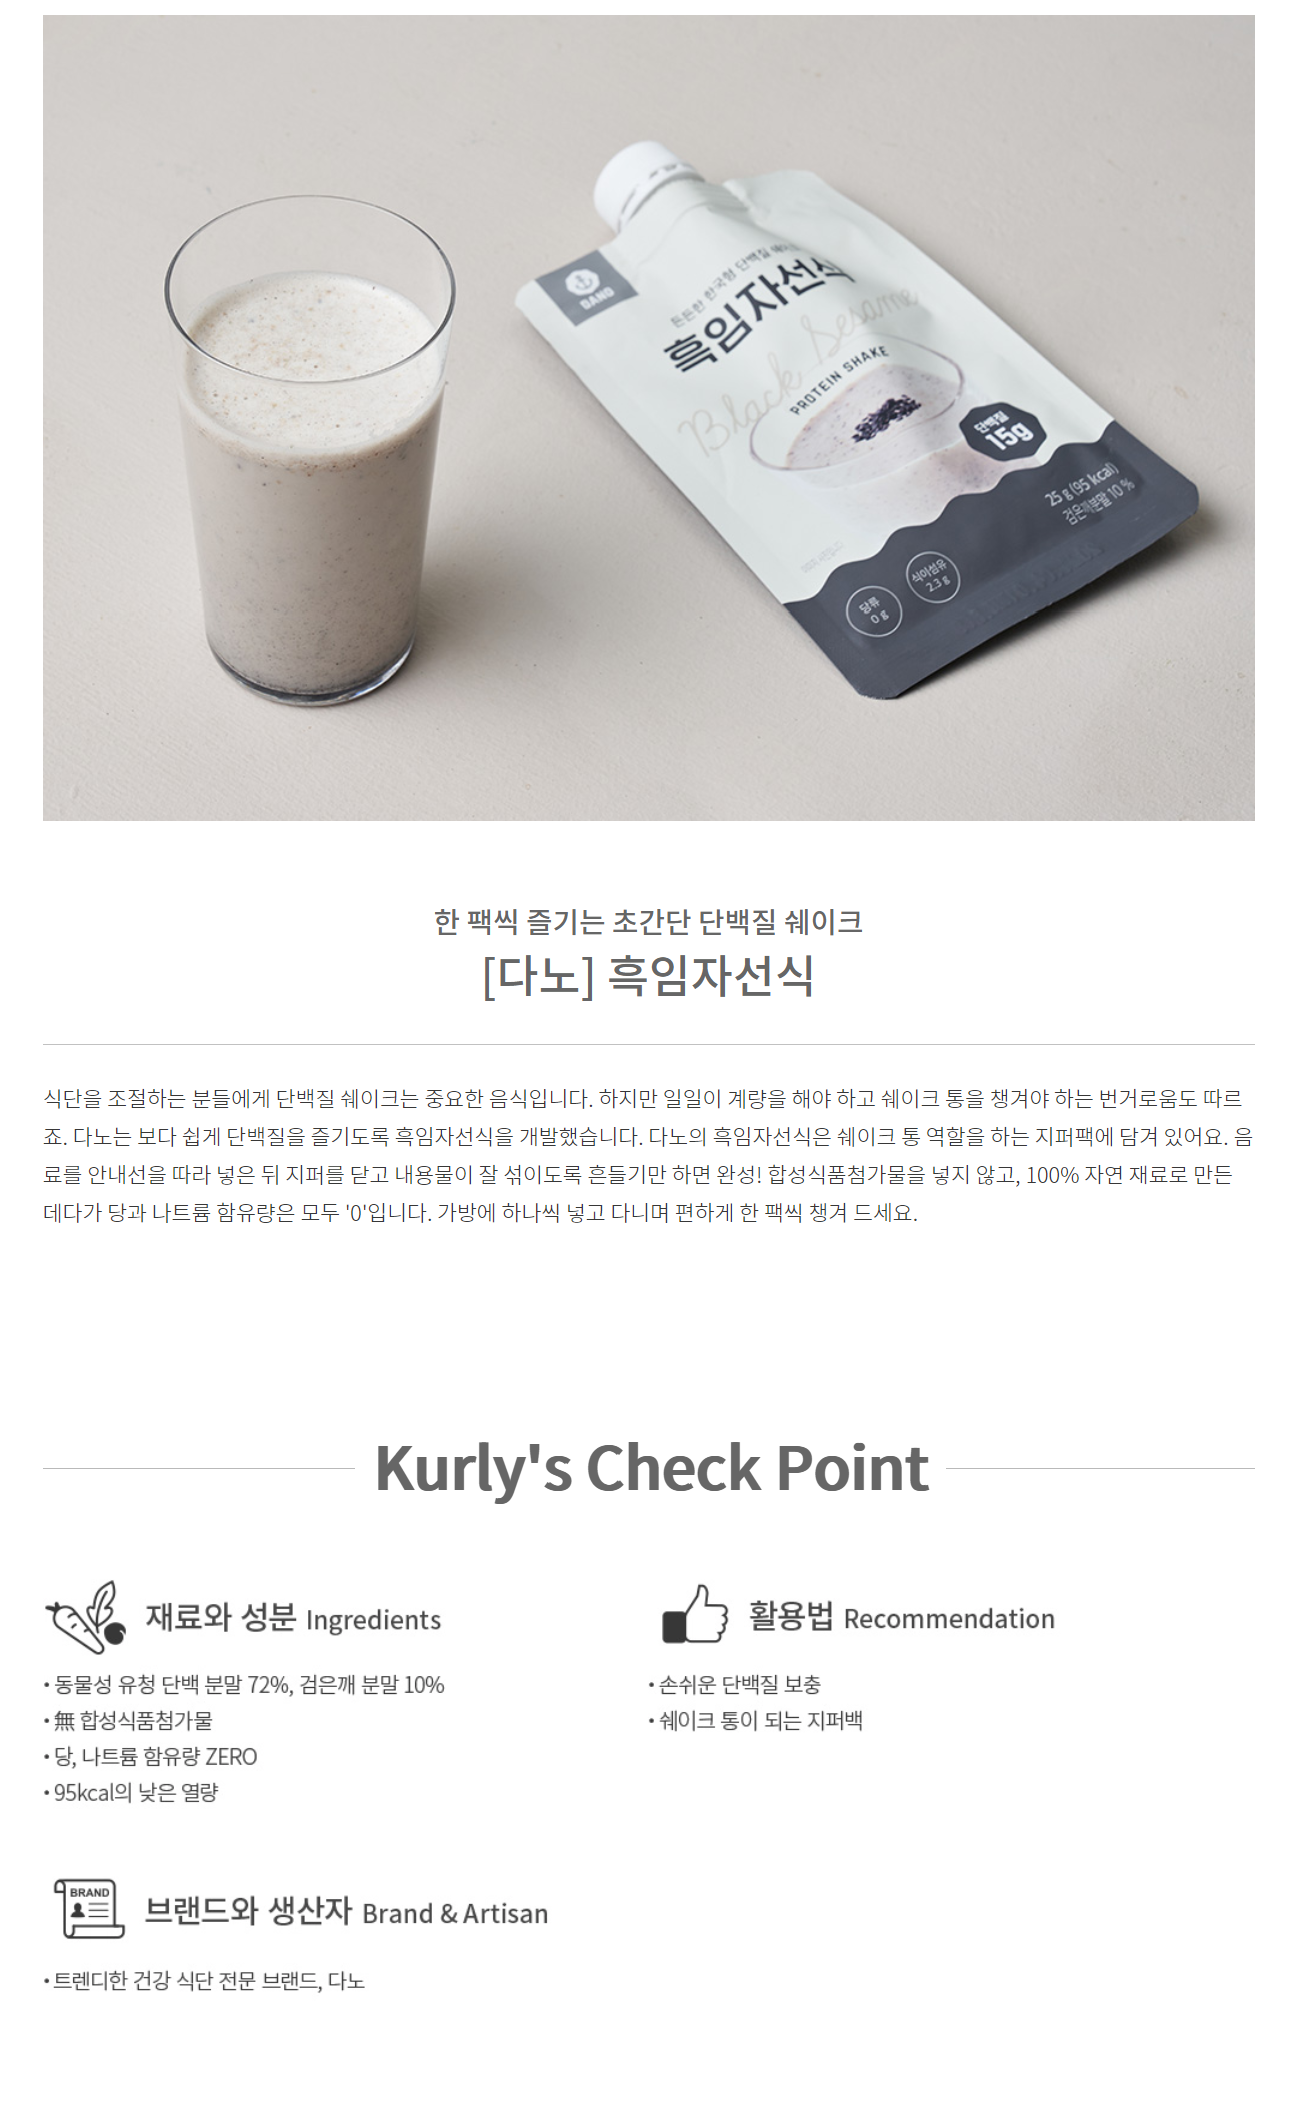 DANO
든든한 한국형 단백질 쉐이크
흑임자선식
Black Sesame
PROTEIN SHAKE
단백질
15g
25 g (95 kcal)
검은깨분말 10 %
식이섬유
2.3 g
당류
0 g
한 팩씩 즐기는 초간단 단백질 쉐이크
[다노] 흑임자선식
식단을 조절하는 분들에게 단백질 쉐이크는 중요한 음식입니다. 하지만 일일이 계량을 해야 하고 쉐이크 통을 챙겨야 하는 번거로움도 따르
죠. 다노는 보다 쉽게 단백질을 즐기도록 흑임자선식을 개발했습니다. 다노의 흑임자선식은 쉐이크 통 역할을 하는 지퍼팩에 담겨 있어요. 음
료를 안내선을 따라 넣은 뒤 지퍼를 닫고 내용물이 잘 섞이도록 흔들기만 하면 완성! 합성식품첨가물을 넣지 않고, 100% 자연 재료로 만든
데다가 당과 나트륨 함유량은 모두 '0'입니다. 가방에 하나씩 넣고 다니며 편하게 한 팩씩 챙겨 드세요.
Kurly's Check Point
재료와 성분 Ingredients
• 동물성 유청 단백 분말 72%, 검은깨 분말 10%
• 無 합성식품첨가물
• 당, 나트륨 함유량 ZERO
• 95kcal의 낮은 열량
활용법 Recommendation
• 손쉬운 단백질 보충
• 쉐이크 통이 되는 지퍼백
BRAND
브랜드와 생산자 Brand & Artisan
• 트렌디한 건강 식단 전문 브랜드, 다노